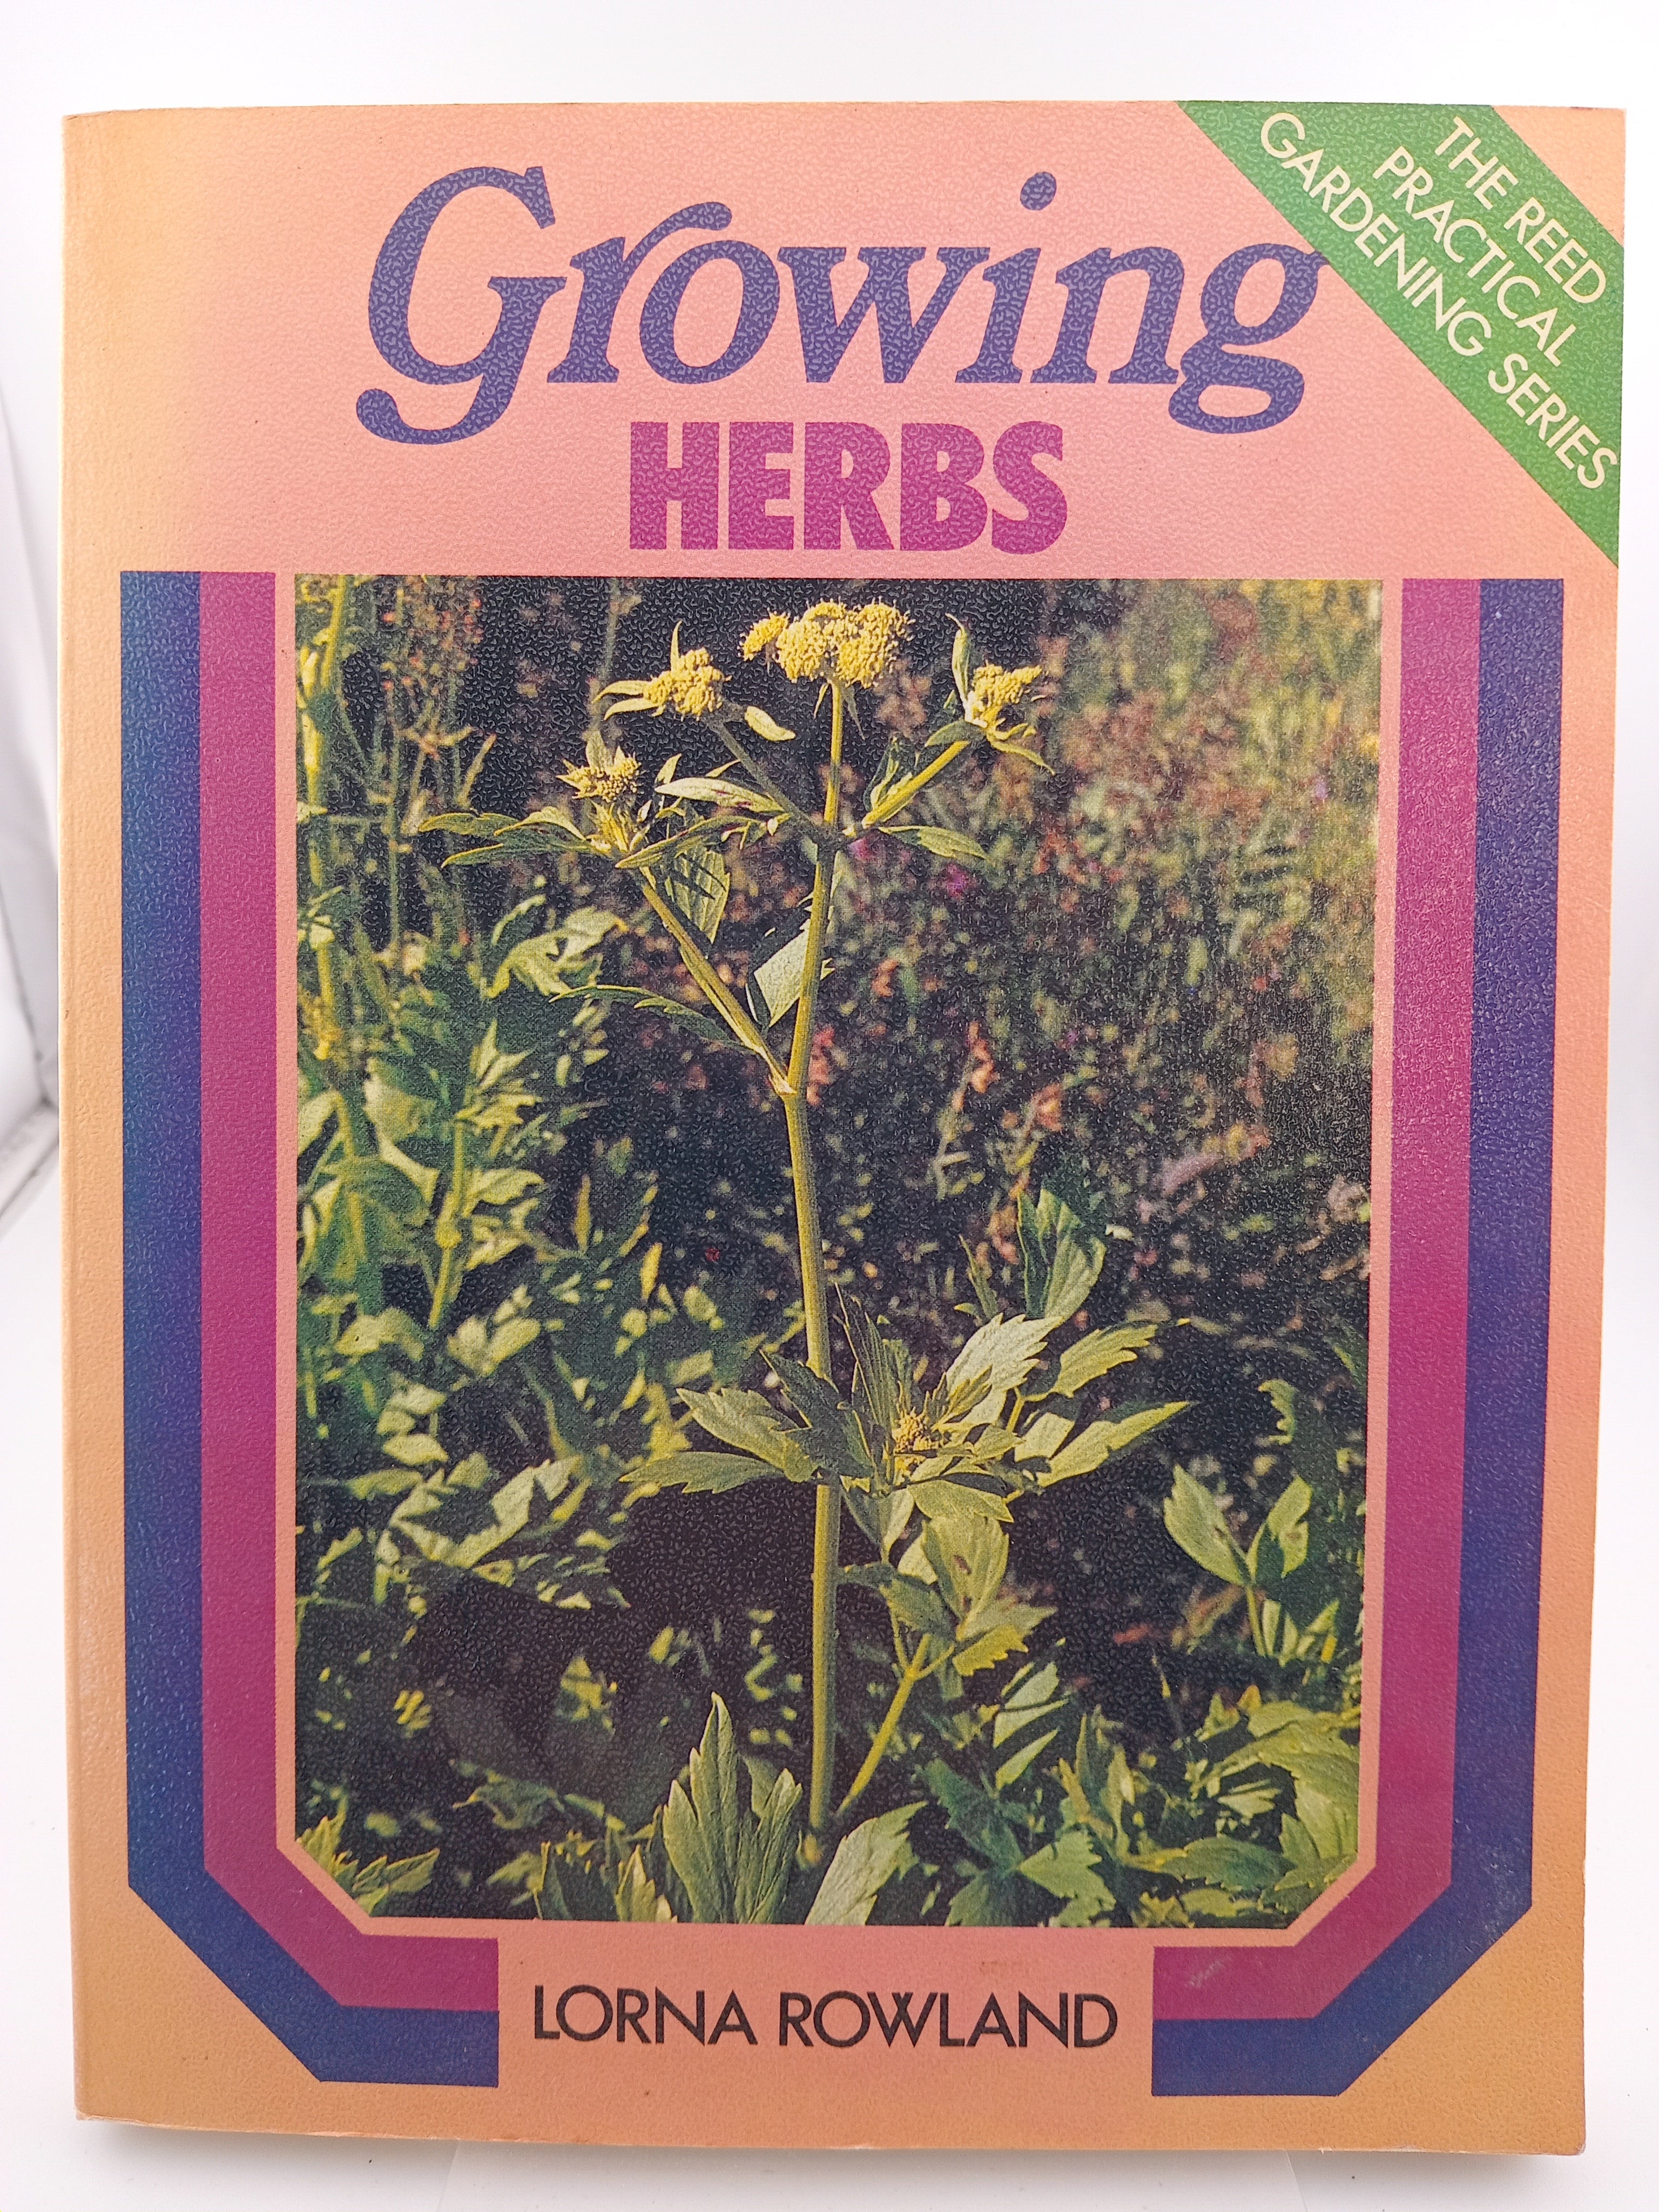 THE REED
PRACTICAL
GARDENING SERIES
Growing
HERBS
LORNA ROWLAND